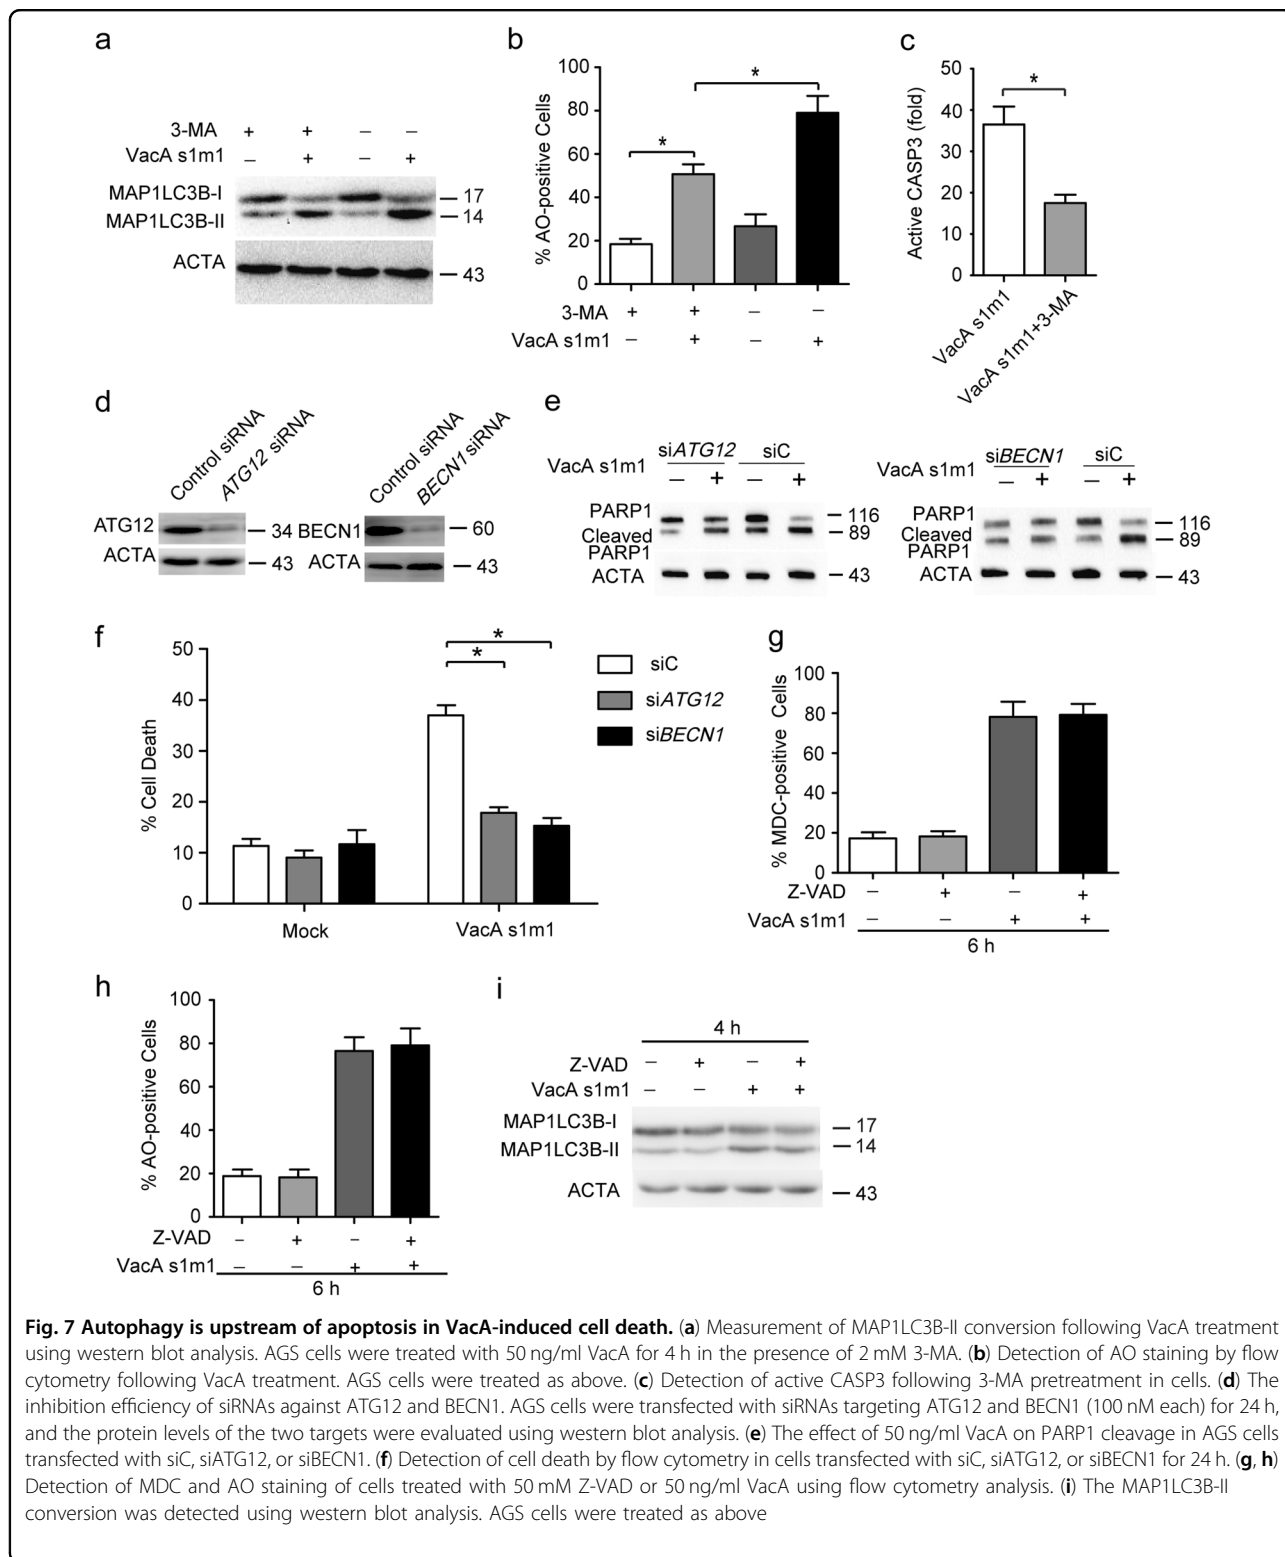 a
3-MA + + – –
VacA s1m1 – + – +
MAP1LC3B-I — 17
MAP1LC3B-II — 14
ACTA — 43
b
% AO-positive Cells
100
80
60
40
20
0
* *
3-MA + + – –
VacA s1m1 – + – +
c
Active CASP3 (fold)
50
40
30
20
10
0
*
VacA s1m1
VacA s1m1+3-MA
d
Control siRNA
ATG12 siRNA
ATG12 — 34
ACTA — 43
Control siRNA
BECN1 siRNA
BECN1 — 60
ACTA — 43
e
siATG12 siC
VacA s1m1 – + – +
PARP1 — 116
Cleaved — 89
PARP1
ACTA — 43
siBECN1 siC
VacA s1m1 – + – +
PARP1 — 116
Cleaved — 89
PARP1
ACTA — 43
f
% Cell Death
50
40
30
20
10
0
*
*
Mock VacA s1m1
siC
siATG12
siBECN1
g
% MDC-positive Cells
100
80
60
40
20
0
Z-VAD – + – +
VacA s1m1 – – + +
6 h
h
% AO-positive Cells
100
80
60
40
20
0
Z-VAD – + – +
VacA s1m1 – – + +
6 h
i
4 h
Z-VAD – + – +
VacA s1m1 – – + +
MAP1LC3B-I — 17
MAP1LC3B-II — 14
ACTA — 43
Fig. 7 Autophagy is upstream of apoptosis in VacA-induced cell death. (a) Measurement of MAP1LC3B-II conversion following VacA treatment
using western blot analysis. AGS cells were treated with 50 ng/ml VacA for 4 h in the presence of 2 mM 3-MA. (b) Detection of AO staining by flow
cytometry following VacA treatment. AGS cells were treated as above. (c) Detection of active CASP3 following 3-MA pretreatment in cells. (d) The
inhibition efficiency of siRNAs against ATG12 and BECN1. AGS cells were transfected with siRNAs targeting ATG12 and BECN1 (100 nM each) for 24 h,
and the protein levels of the two targets were evaluated using western blot analysis. (e) The effect of 50 ng/ml VacA on PARP1 cleavage in AGS cells
transfected with siC, siATG12, or siBECN1. (f) Detection of cell death by flow cytometry in cells transfected with siC, siATG12, or siBECN1 for 24 h. (g, h)
Detection of MDC and AO staining of cells treated with 50 mM Z-VAD or 50 ng/ml VacA using flow cytometry analysis. (i) The MAP1LC3B-II
conversion was detected using western blot analysis. AGS cells were treated as above